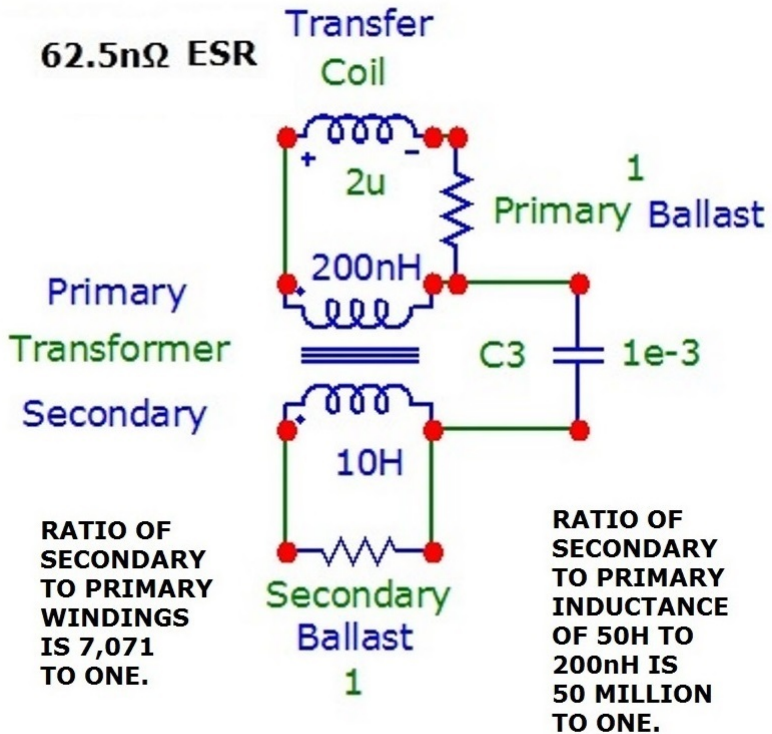 62.5nΩ ESR
Transfer
Coil
+ −
2u
1
Primary Ballast
200nH
Primary
Transformer
Secondary
C3 1e-3
10H
RATIO OF
SECONDARY
TO PRIMARY
WINDINGS
IS 7,071
TO ONE.
Secondary
Ballast
1
RATIO OF
SECONDARY
TO PRIMARY
INDUCTANCE
OF 50H TO
200nH IS
50 MILLION
TO ONE.